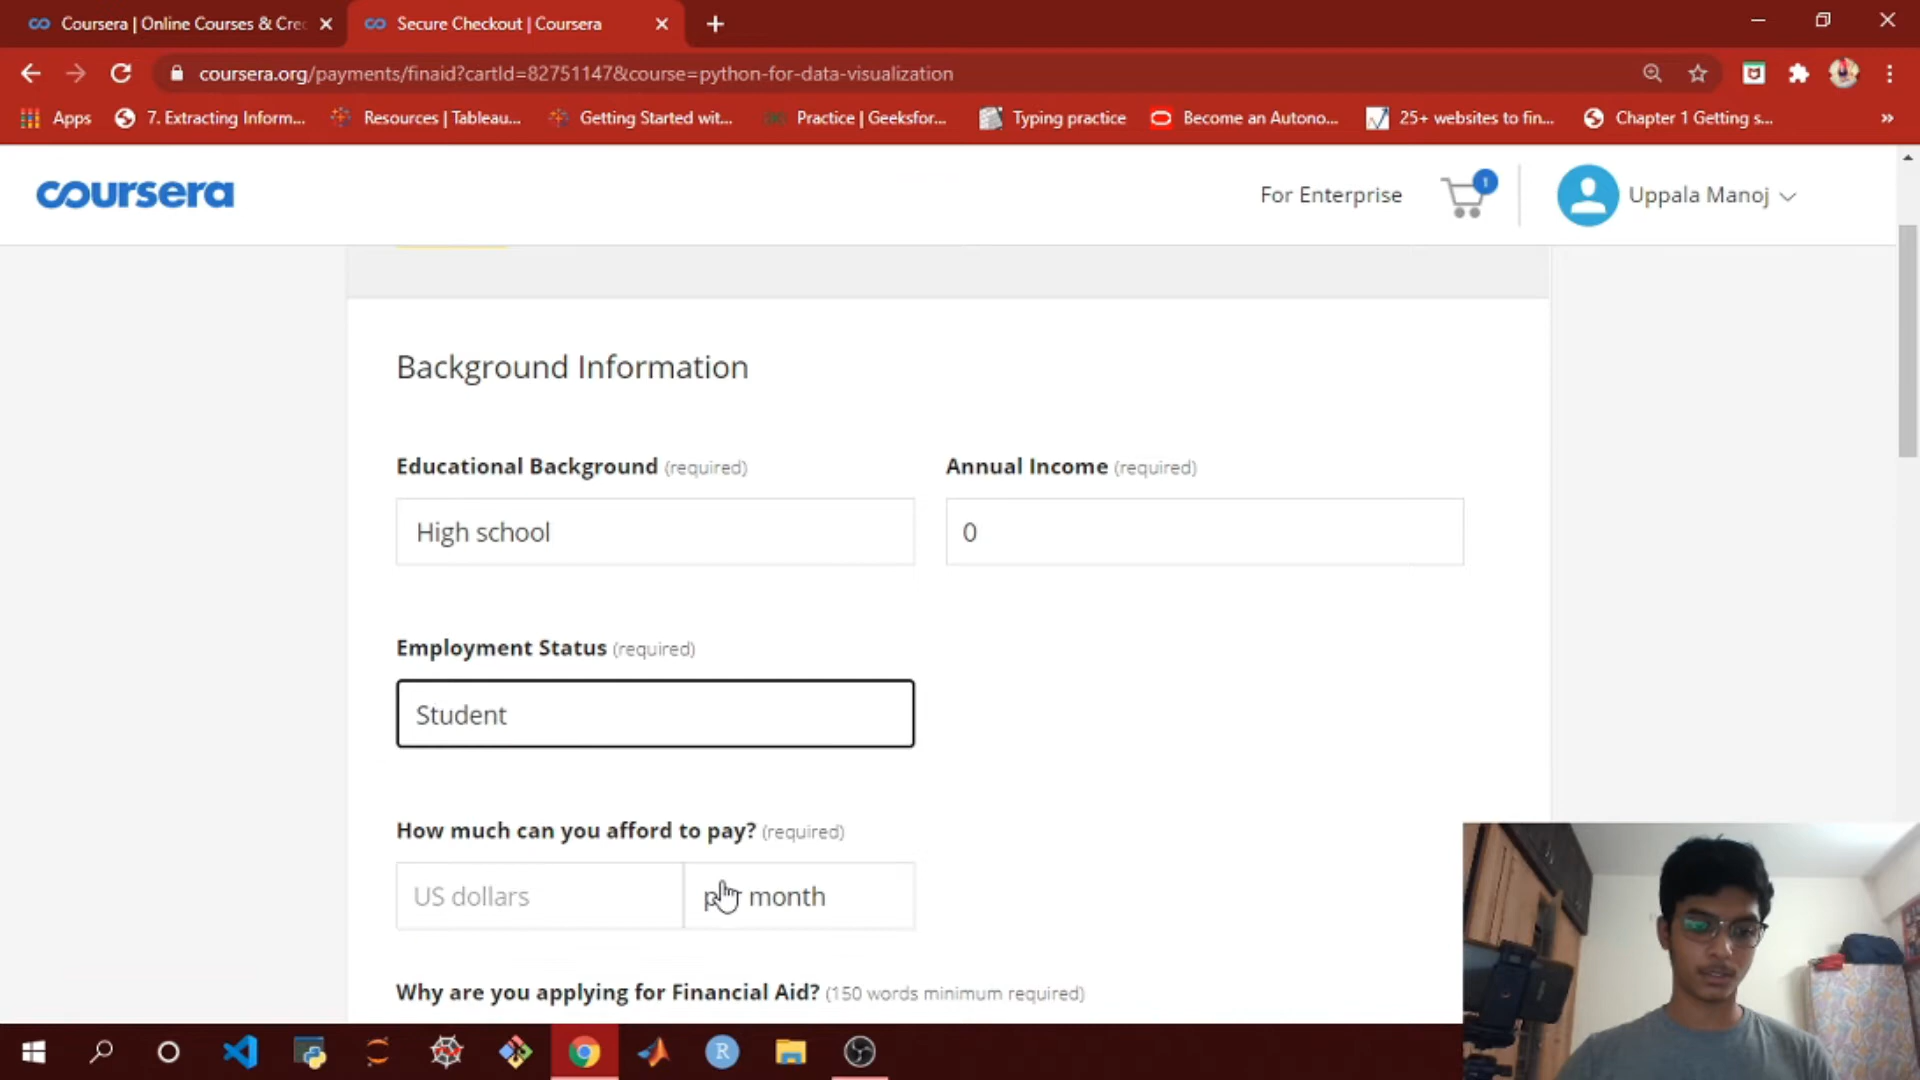 Coursera | Online Courses & Cre
Secure Checkout | Coursera
coursera.org/payments/finaid?cartId=82751147&course=python-for-data-visualization
Apps
7. Extracting Inform...
Resources | Tableau...
Getting Started wit...
Practice | Geeksfor...
Typing practice
Become an Autono...
25+ websites to fin...
Chapter 1 Getting s...
»
coursera
For Enterprise
1
Uppala Manoj
Background Information
Educational Background (required)
Annual Income (required)
High school
0
Employment Status (required)
Student
How much can you afford to pay? (required)
US dollars
month
Why are you applying for Financial Aid? (150 words minimum required)
R